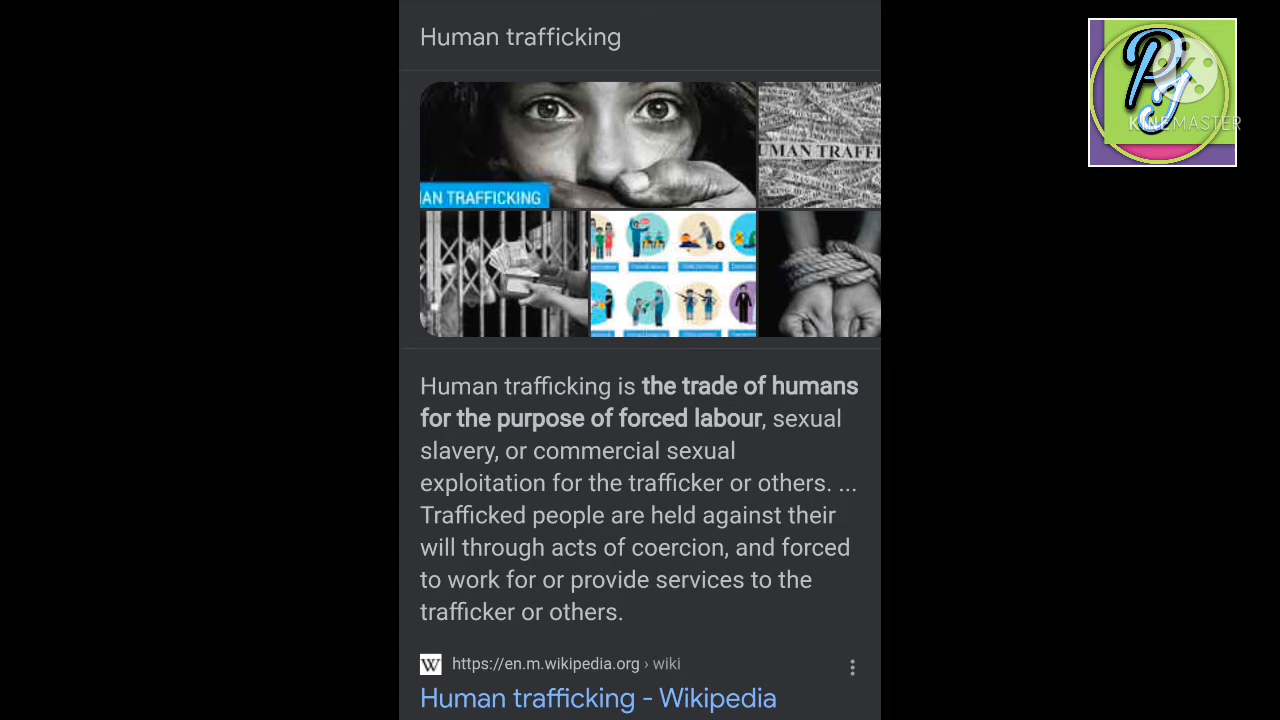 Human trafficking
AN TRAFFICKING
UMAN TRAFFI
Human trafficking is the trade of humans
for the purpose of forced labour, sexual
slavery, or commercial sexual
exploitation for the trafficker or others. ...
Trafficked people are held against their
will through acts of coercion, and forced
to work for or provide services to the
trafficker or others.
W https://en.m.wikipedia.org › wiki
Human trafficking - Wikipedia
PJ
KINEMASTER